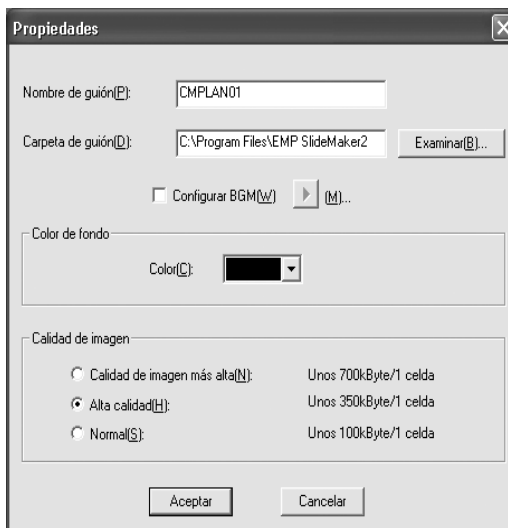 Propiedades
Nombre de guión(P): CMPLAN01
Carpeta de guión(D): C:\Program Files\EMP SlideMaker2 Examinar(B)...
Configurar BGM(W) (M)...
Color de fondo
Color(C):
Calidad de imagen
Calidad de imagen más alta(N): Unos 700kByte/1 celda
Alta calidad(H): Unos 350kByte/1 celda
Normal(S): Unos 100kByte/1 celda
Aceptar Cancelar